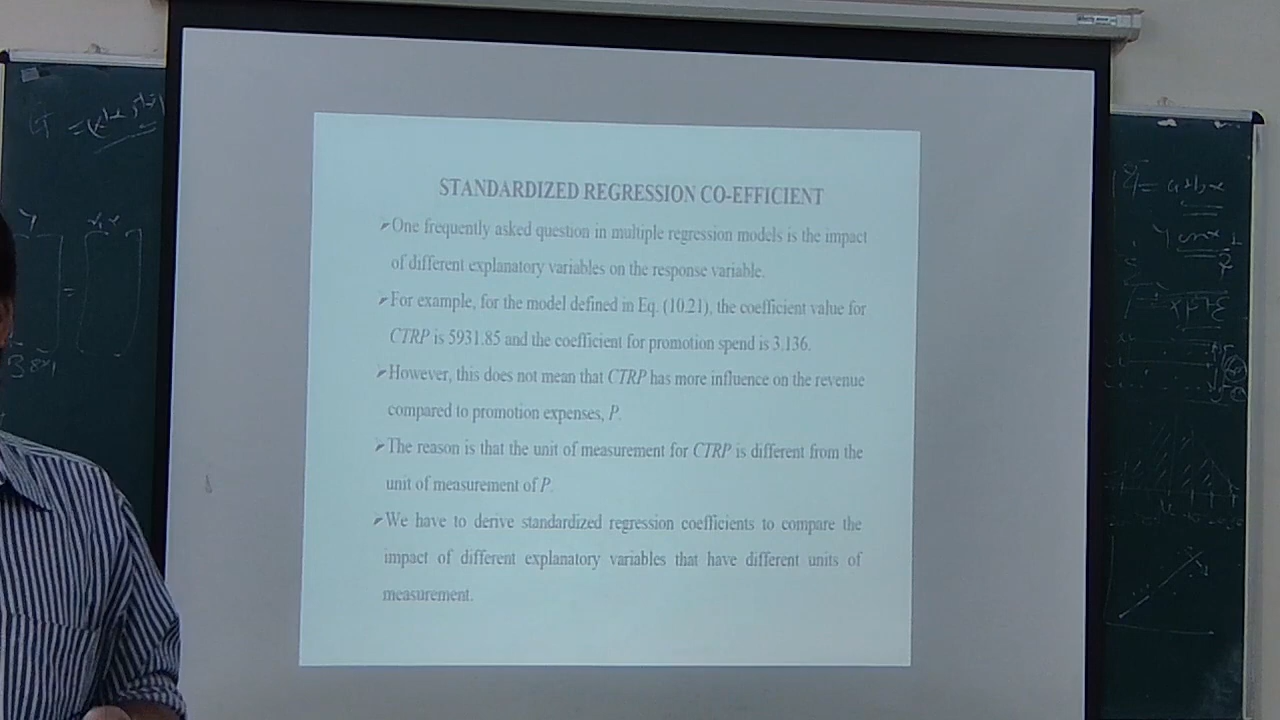 STANDARDIZED REGRESSION CO-EFFICIENT
➢One frequently asked question in multiple regression models is the impact
of different explanatory variables on the response variable.
➢For example, for the model defined in Eq. (10.21), the coefficient value for
CTRP is 5931.85 and the coefficient for promotion spend is 3.136.
➢However, this does not mean that CTRP has more influence on the revenue
compared to promotion expenses, P.
➢The reason is that the unit of measurement for CTRP is different from the
unit of measurement of P.
➢We have to derive standardized regression coefficients to compare the
impact of different explanatory variables that have different units of
measurement.